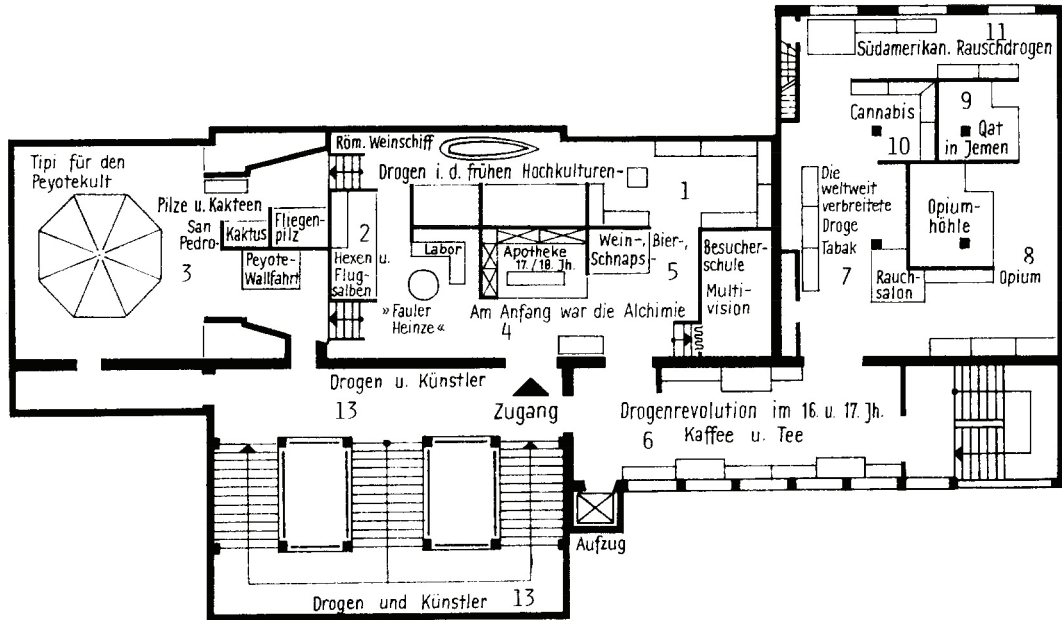 11
Südamerikan. Rauschdrogen
9
Cannabis
Qat
in Jemen
10
Röm. Weinschiff
Drogen i. d. frühen Hochkulturen-
1
Tipi für den
Peyotekult
Pilze u. Kakteen
San
Pedro-
Kaktus
Fliegen-
pilz
Peyote-
Wallfahrt
3
2
Hexen u.
Flug-
salben
Labor
Apotheke
17./18. Jh.
Wein-,
Schnaps-
Bier-,
5
»Fauler
Heinze«
Am Anfang war die Alchimie
4
Besucher-
schule
Multi-
vision
Die
weltweit
verbreitete
Droge
Tabak
7
Opium-
höhle
8
Opium
Rauch-
salon
Drogen u. Künstler
13
Zugang
Drogenrevolution im 16. u. 17. Jh.
6
Kaffee u. Tee
Aufzug
Drogen und Künstler
13